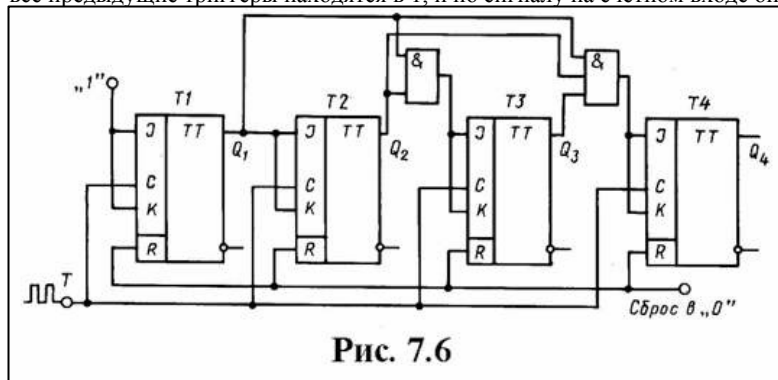 „1"
T1 T2 T3 T4
& &
J TT Q₁ J TT Q₂ J TT Q₃ J TT Q₄
C C C C
K K K K
R R R R
T
Сброс в „0"
Рис. 7.6